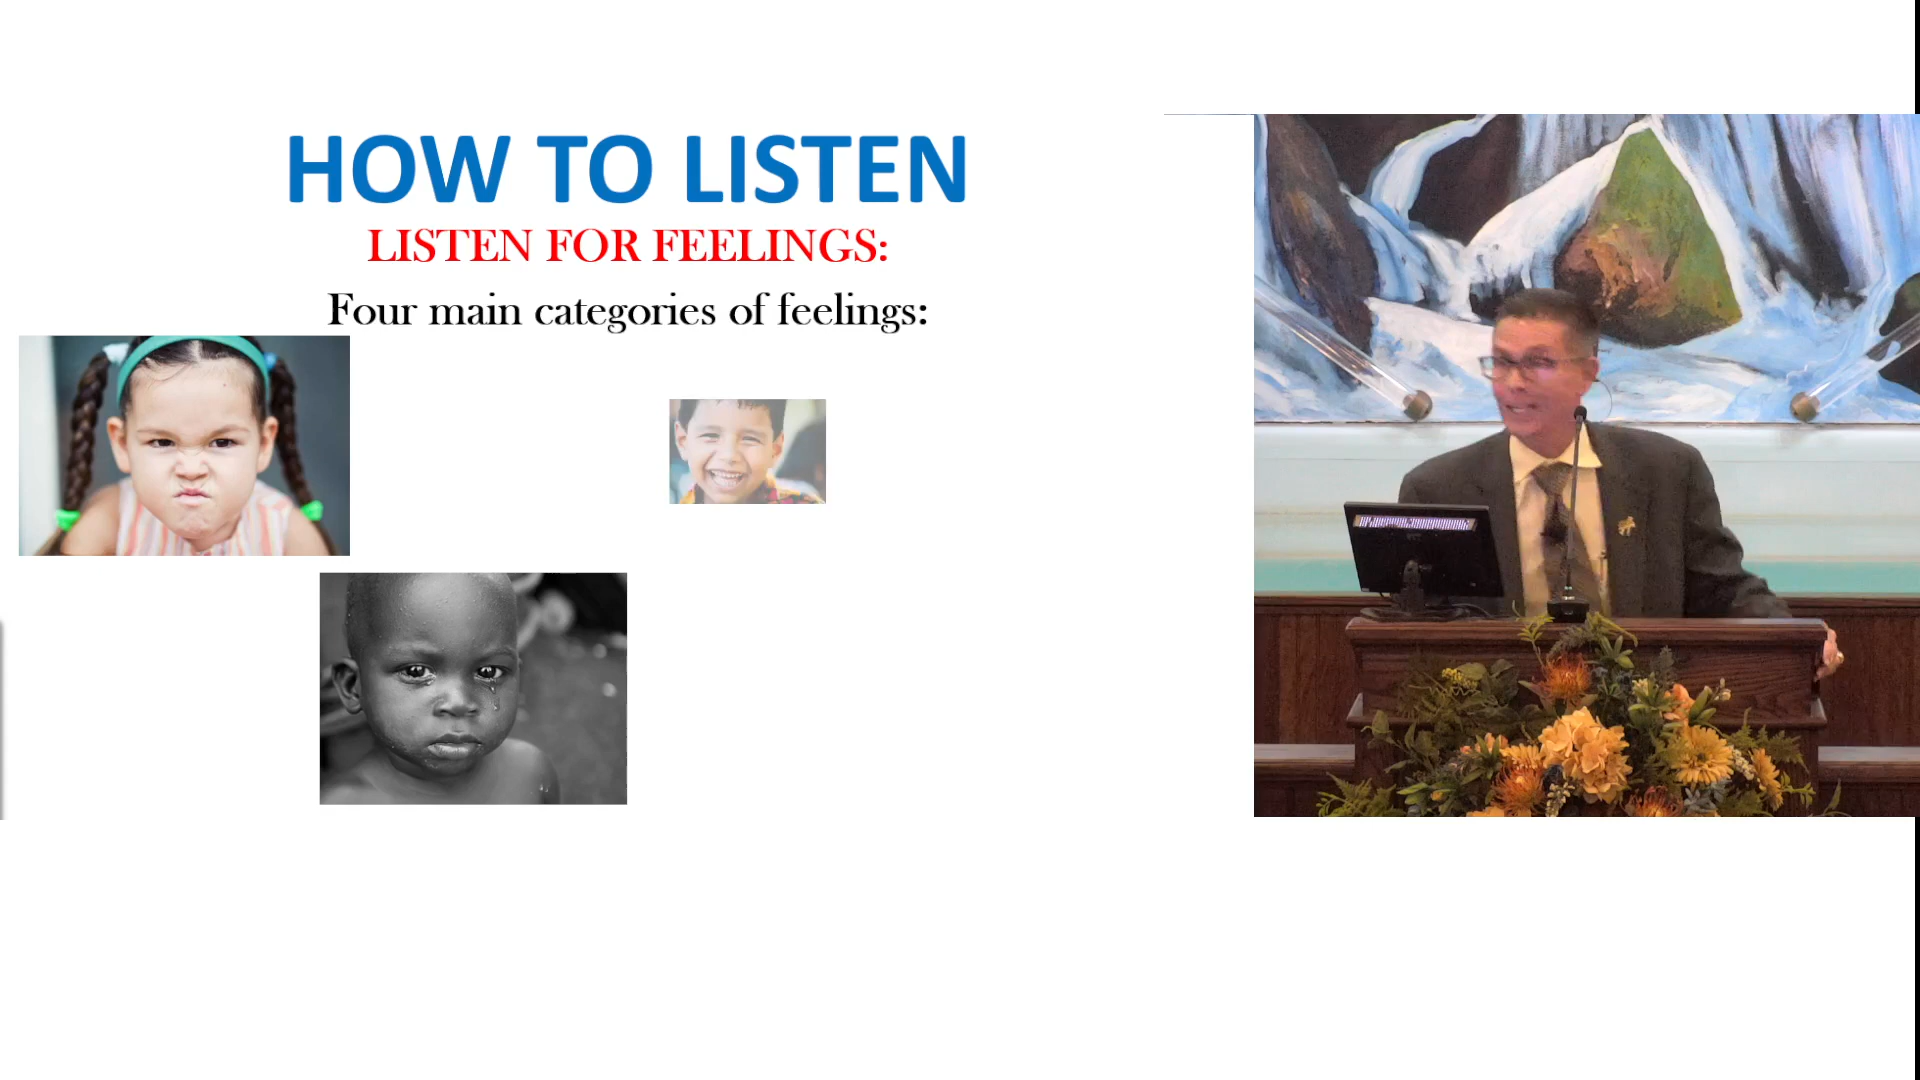 HOW TO LISTEN
LISTEN FOR FEELINGS:
Four main categories of feelings: